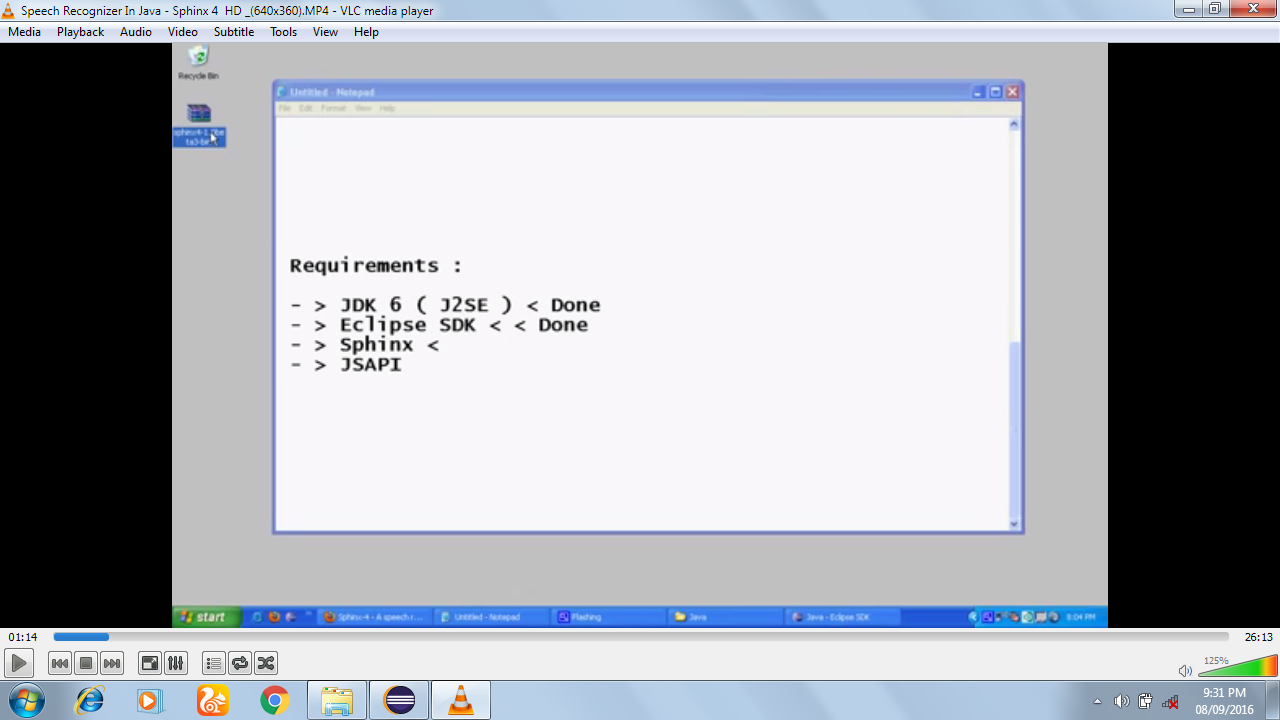 Speech Recognizer In Java - Sphinx 4  HD _(640x360).MP4 - VLC media player
Media Playback Audio Video Subtitle Tools View Help
Recycle Bin
sphinx4-1.0be
ta3-bin
Untitled - Notepad
File Edit Format View Help
Requirements :
- > JDK 6 ( J2SE ) < Done
- > Eclipse SDK < < Done
- > Sphinx <
- > JSAPI
start Sphinx-4 - A speech r... Untitled - Notepad Flashing Java Java - Eclipse SDK 8:04 PM
01:14 26:13
125%
9:31 PM
08/09/2016